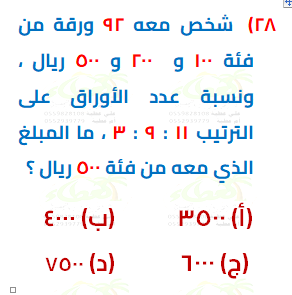 ٢٨) شخص معه ٩٢ ورقة من
فئة ١٠٠ و ٢٠٠ و ٥٠٠ ريال ،
ونسبة عدد الأوراق على
الترتيب ١١ : ٩ : ٣ ، ما المبلغ
الذي معه من فئة ٥٠٠ ريال ؟
(أ) ٣٥٠٠ (ب) ٤٠٠٠
(ج) ٦٠٠٠ (د) ٧٥٠٠